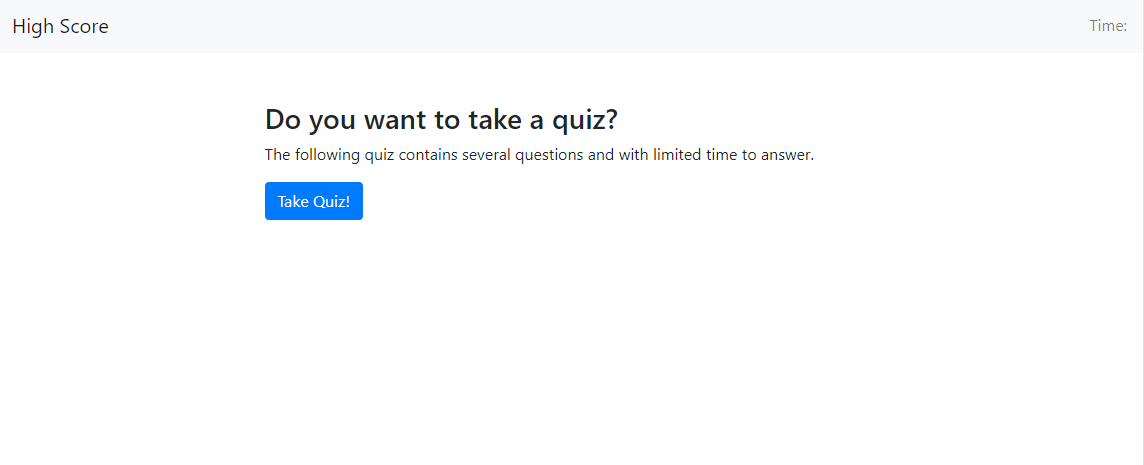 High Score
Time:
Do you want to take a quiz?
The following quiz contains several questions and with limited time to answer.
Take Quiz!